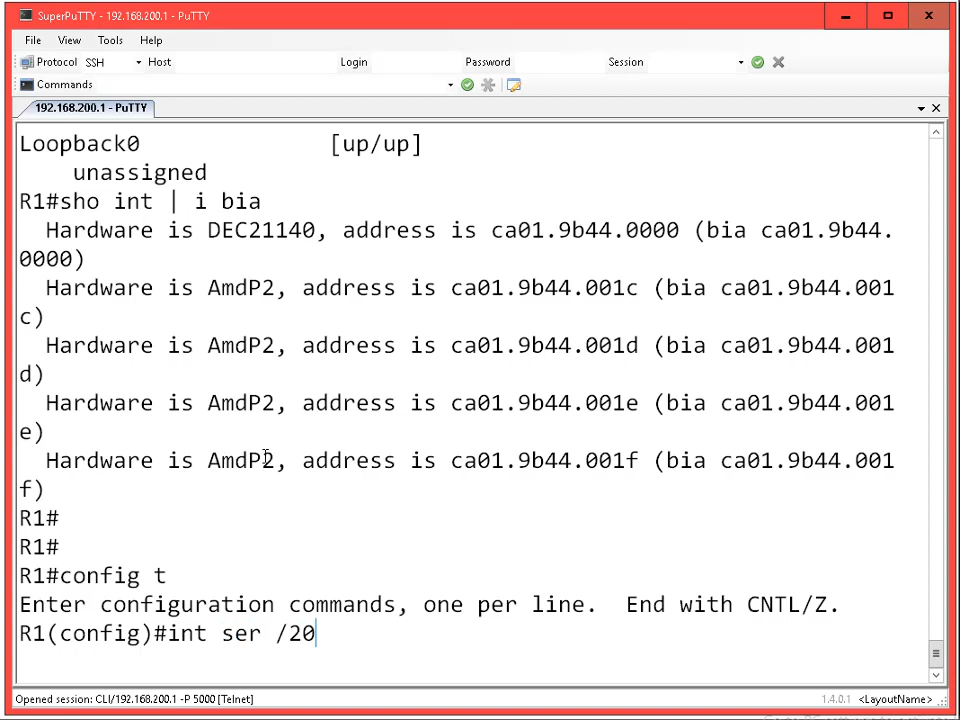 SuperPuTTY - 192.168.200.1 - PuTTY
File View Tools Help
Protocol SSH Host Login Password Session
Commands
192.168.200.1 - PuTTY
Loopback0 [up/up]
unassigned
R1#sho int | i bia
Hardware is DEC21140, address is ca01.9b44.0000 (bia ca01.9b44.
0000)
Hardware is AmdP2, address is ca01.9b44.001c (bia ca01.9b44.001
c)
Hardware is AmdP2, address is ca01.9b44.001d (bia ca01.9b44.001
d)
Hardware is AmdP2, address is ca01.9b44.001e (bia ca01.9b44.001
e)
Hardware is AmdP2, address is ca01.9b44.001f (bia ca01.9b44.001
f)
R1#
R1#
R1#config t
Enter configuration commands, one per line. End with CNTL/Z.
R1(config)#int ser /20
Opened session: CLI/192.168.200.1 -P 5000 [Telnet] 1.4.0.1 <LayoutName>